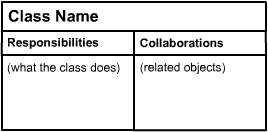 Class Name
Responsibilities
Collaborations
(what the class does)
(related objects)